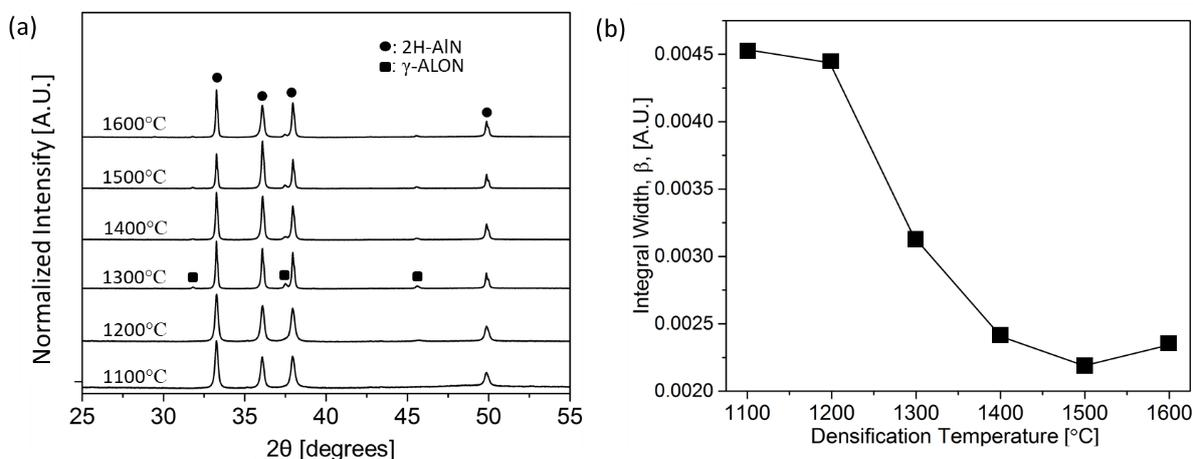 (a)
●: 2H-AlN
■: γ-ALON
1600°C
1500°C
1400°C
1300°C
1200°C
1100°C
Normalized Intensify [A.U.]
25 30 35 40 45 50 55
2θ [degrees]
(b)
0.0045
0.0040
0.0035
0.0030
0.0025
0.0020
Integral Width, β, [A.U.]
1100 1200 1300 1400 1500 1600
Densification Temperature [°C]